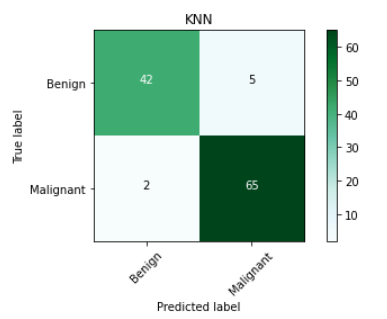 KNN
True label
Benign
42
5
Malignant
2
65
Benign
Malignant
Predicted label
60
50
40
30
20
10